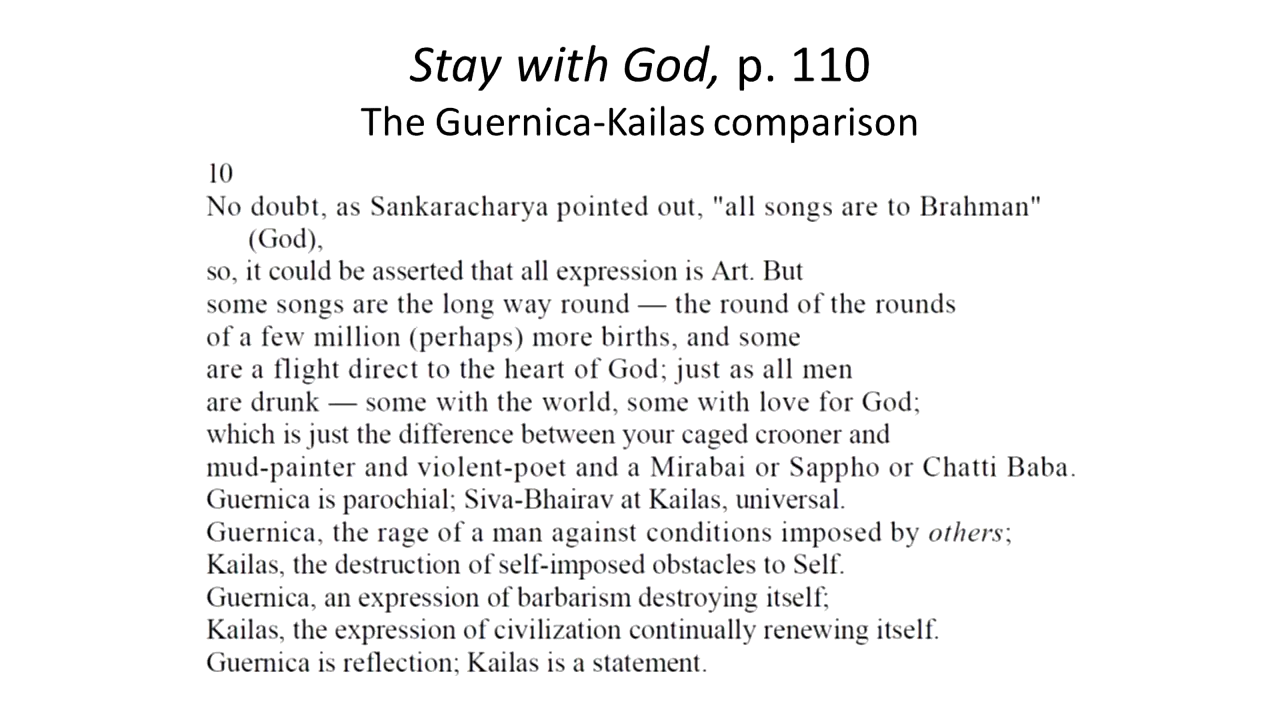 Stay with God, p. 110
The Guernica-Kailas comparison
10
No doubt, as Sankaracharya pointed out, "all songs are to Brahman"
(God),
so, it could be asserted that all expression is Art. But
some songs are the long way round — the round of the rounds
of a few million (perhaps) more births, and some
are a flight direct to the heart of God; just as all men
are drunk — some with the world, some with love for God;
which is just the difference between your caged crooner and
mud-painter and violent-poet and a Mirabai or Sappho or Chatti Baba.
Guernica is parochial; Siva-Bhairav at Kailas, universal.
Guernica, the rage of a man against conditions imposed by others;
Kailas, the destruction of self-imposed obstacles to Self.
Guernica, an expression of barbarism destroying itself;
Kailas, the expression of civilization continually renewing itself.
Guernica is reflection; Kailas is a statement.